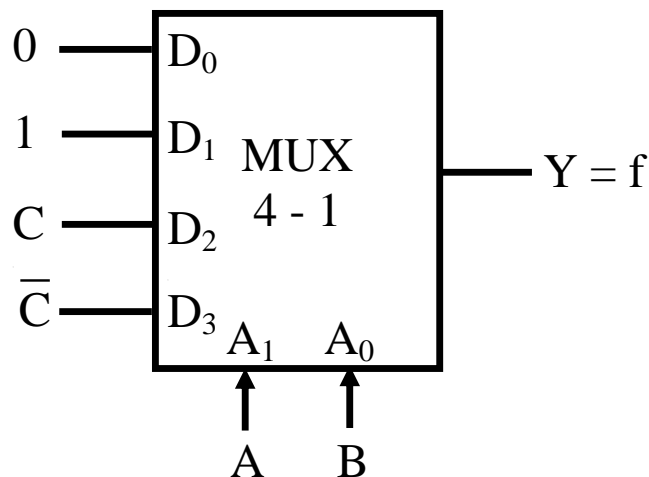 0 D₀
1 D₁
MUX
4 - 1
Y = f
C D₂
C̅ D₃
A₁ A₀
A B